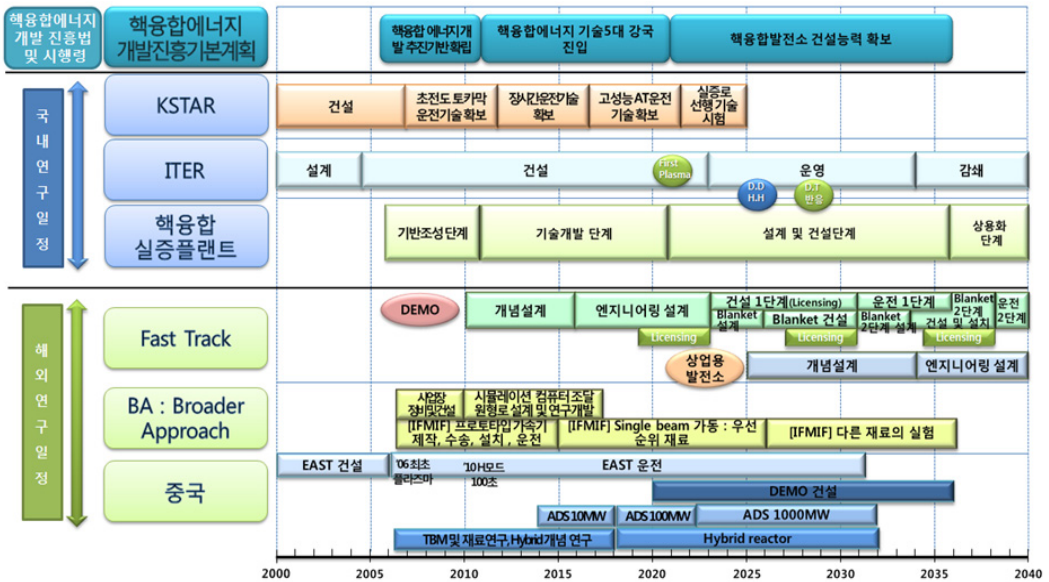 핵융합에너지
개발 진흥법
및 시행령
핵융합에너지
개발진흥기본계획
핵융합 에너지 개
발 추진기반 확립
핵융합에너지 기술5대 강국
진입
핵융합발전소 건설능력 확보
국내연구일정
KSTAR
건설
초전도 토카막
운전기술 확보
장시간운전기술
확보
고성능 AT운전
기술 확보
실증로
선행 기술
시험
ITER
설계
건설
First
Plasma
운영
감쇄
D.D
H.H
D.T
반응
핵융합
실증플랜트
기반조성단계
기술개발 단계
설계 및 건설단계
상용화
단계
해외연구일정
Fast Track
DEMO
개념설계
엔지니어링 설계
건설 1단계(Licensing)
운전 1단계
Blanket
2단계
건설 및 설치
운전
2단계
Blanket
설계
Blanket 건설
Blanket
2단계 설계
Licensing
Licensing
Licensing
상업용
발전소
개념설계
엔지니어링 설계
BA : Broader
Approach
사업장
정비및건설
시뮬레이션 컴퓨터 조달
원형로 설계 및 연구개발
[IFMIF] 프로토타입 가속기
제작, 수송, 설치 , 운전
[IFMIF] Single beam 가동 : 우선
순위 재료
[IFMIF] 다른 재료의 실험
중국
EAST 건설
'06 최초
플라즈마
'10 H모드
100초
EAST 운전
DEMO 건설
ADS 10MW
ADS 100MW
ADS 1000MW
TBM 및 재료연구, Hybrid 개념 연구
Hybrid reactor
2000 2005 2010 2015 2020 2025 2030 2035 2040